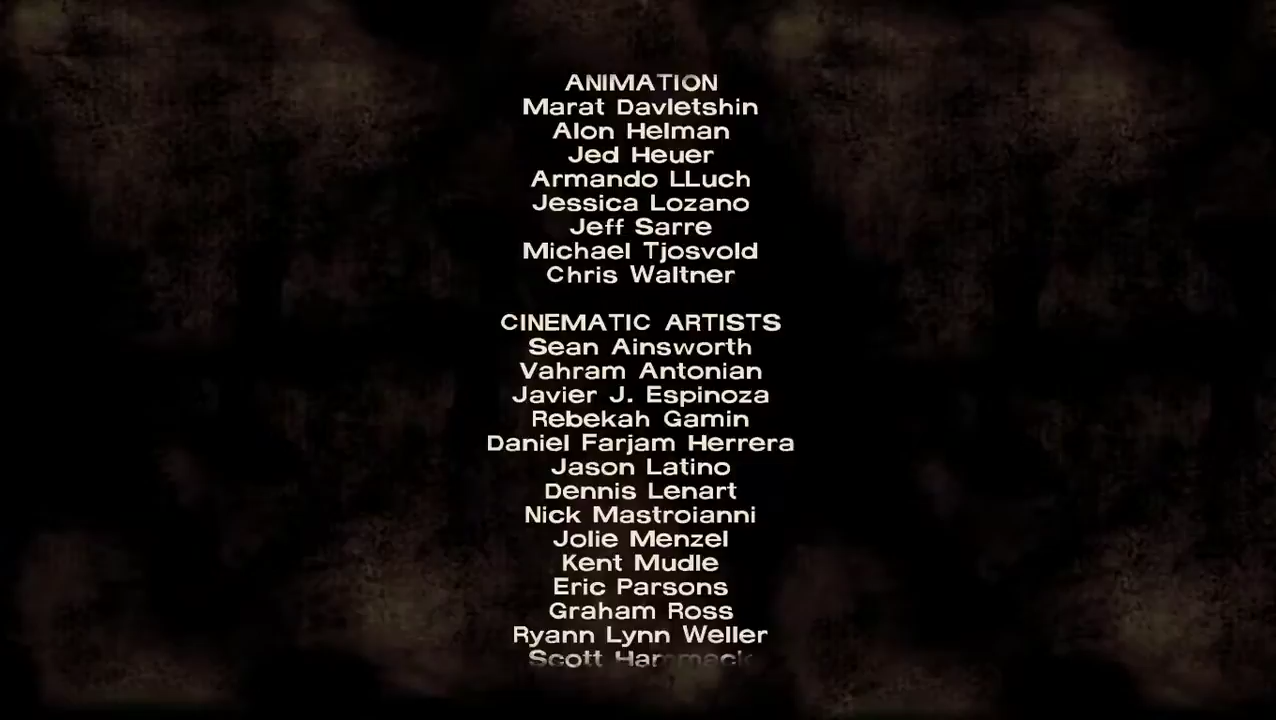 ANIMATION
Marat Davletshin
Alon Helman
Jed Heuer
Armando LLuch
Jessica Lozano
Jeff Sarre
Michael Tjosvold
Chris Waltner
CINEMATIC ARTISTS
Sean Ainsworth
Vahram Antonian
Javier J. Espinoza
Rebekah Gamin
Daniel Farjam Herrera
Jason Latino
Dennis Lenart
Nick Mastroianni
Jolie Menzel
Kent Mudle
Eric Parsons
Graham Ross
Ryann Lynn Weller
Scott Hammack